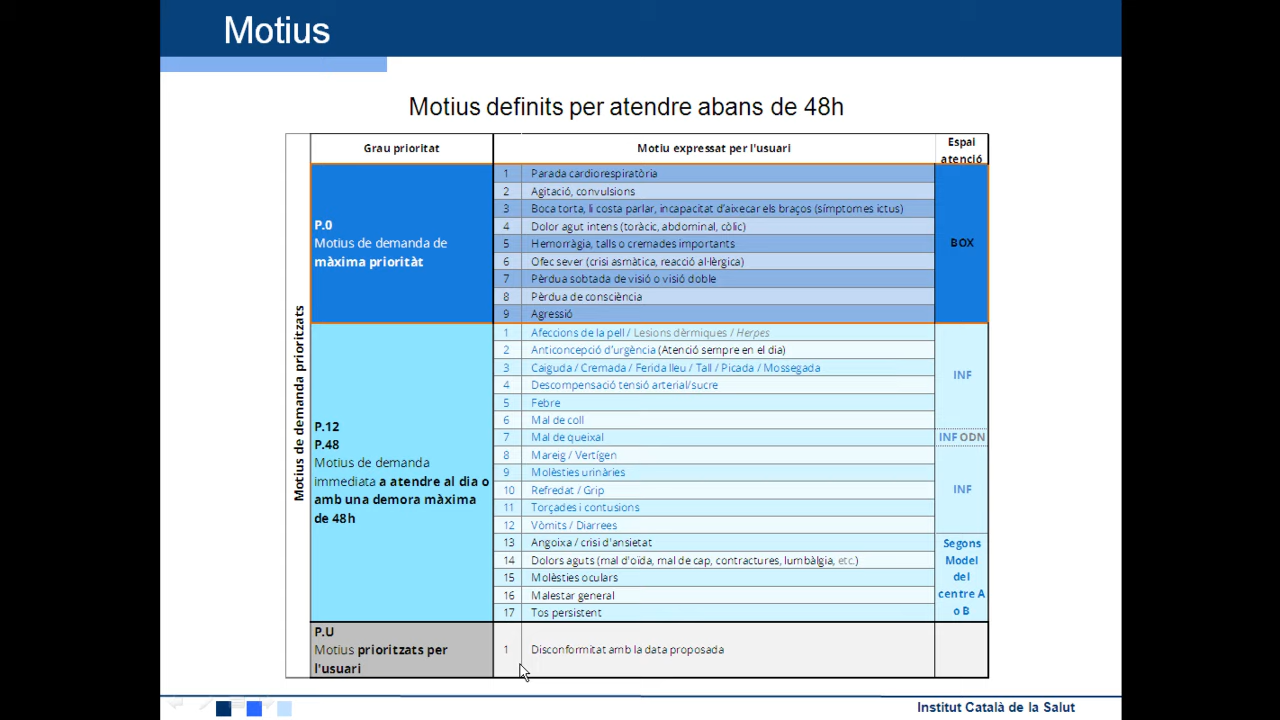 Motius
Motius definits per atendre abans de 48h
Motius de demanda prioritzats
Grau prioritat
Motiu expressat per l'usuari
Espai
atenció
P.0
Motius de demanda de
màxima prioritàt
1 Parada cardiorespiratòria
2 Agitació, convulsions
3 Boca torta, li costa parlar, incapacitat d'aixecar els braços (símptomes ictus)
4 Dolor agut intens (toràcic, abdominal, còlic)
5 Hemorràgia, talls o cremades importants
6 Ofec sever (crisi asmàtica, reacció al·lèrgica)
7 Pèrdua sobtada de visió o visió doble
8 Pèrdua de consciència
9 Agressió
BOX
P.12
P.48
Motius de demanda
immediata a atendre al dia o
amb una demora màxima
de 48h
1 Afeccions de la pell / Lesions dèrmiques / Herpes
2 Anticoncepció d'urgència (Atenció sempre en el dia)
3 Caiguda / Cremada / Ferida lleu / Tall / Picada / Mossegada
4 Descompensació tensió arterial/sucre
5 Febre
6 Mal de coll
7 Mal de queixal
8 Mareig / Vertígen
9 Molèsties urinàries
10 Refredat / Grip
11 Torçades i contusions
12 Vòmits / Diarrees
13 Angoixa / crisi d'ansietat
14 Dolors aguts (mal d'oïda, mal de cap, contractures, lumbàlgia, etc.)
15 Molèsties oculars
16 Malestar general
17 Tos persistent
INF
INF ODN
INF
Segons
Model
del
centre A
o B
P.U
Motius prioritzats per
l'usuari
1 Disconformitat amb la data proposada
Institut Català de la Salut